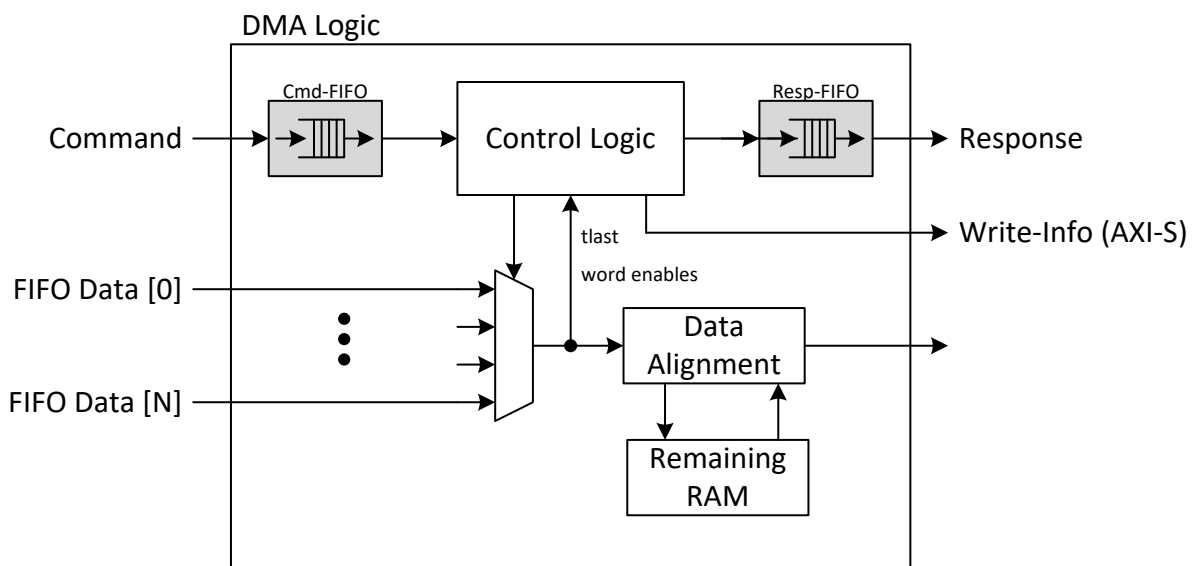 DMA Logic
Cmd-FIFO
Resp-FIFO
Command
Control Logic
Response
tlast
Write-Info (AXI-S)
word enables
FIFO Data [0]
Data
Alignment
FIFO Data [N]
Remaining
RAM